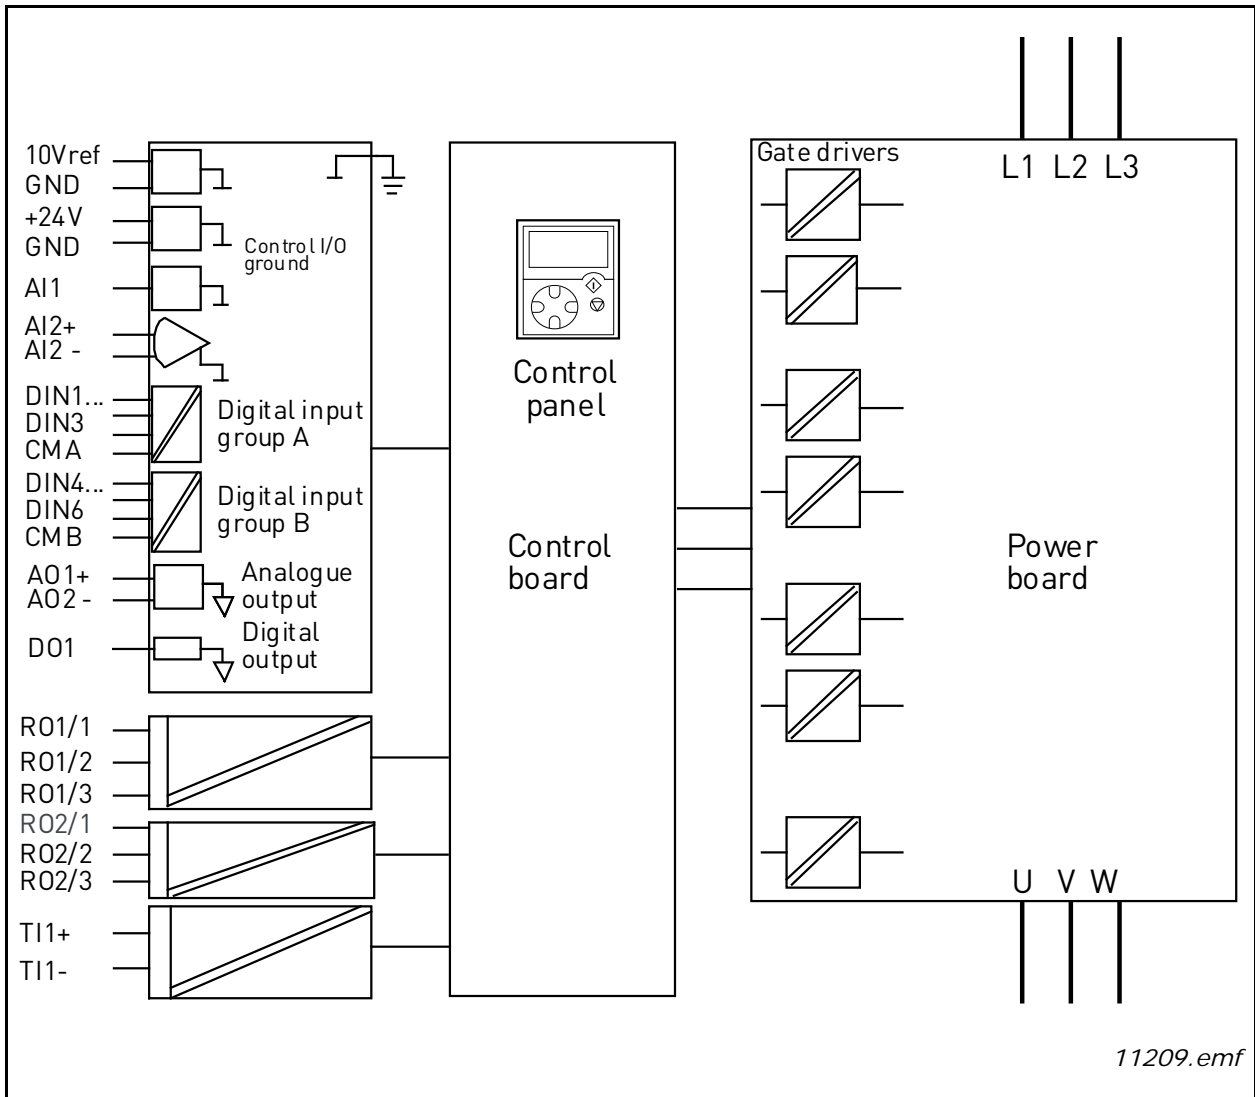 10Vref
GND
+24V
GND
Control I/O
ground
AI1
AI2+
AI2 -
DIN1...
DIN3
CMA
Digital input
group A
DIN4...
DIN6
CMB
Digital input
group B
AO1+
AO2 -
Analogue
output
DO1
Digital
output
RO1/1
RO1/2
RO1/3
RO2/1
RO2/2
RO2/3
TI1+
TI1-
Control
panel
Control
board
Gate drivers
L1 L2 L3
Power
board
U V W
11209.emf